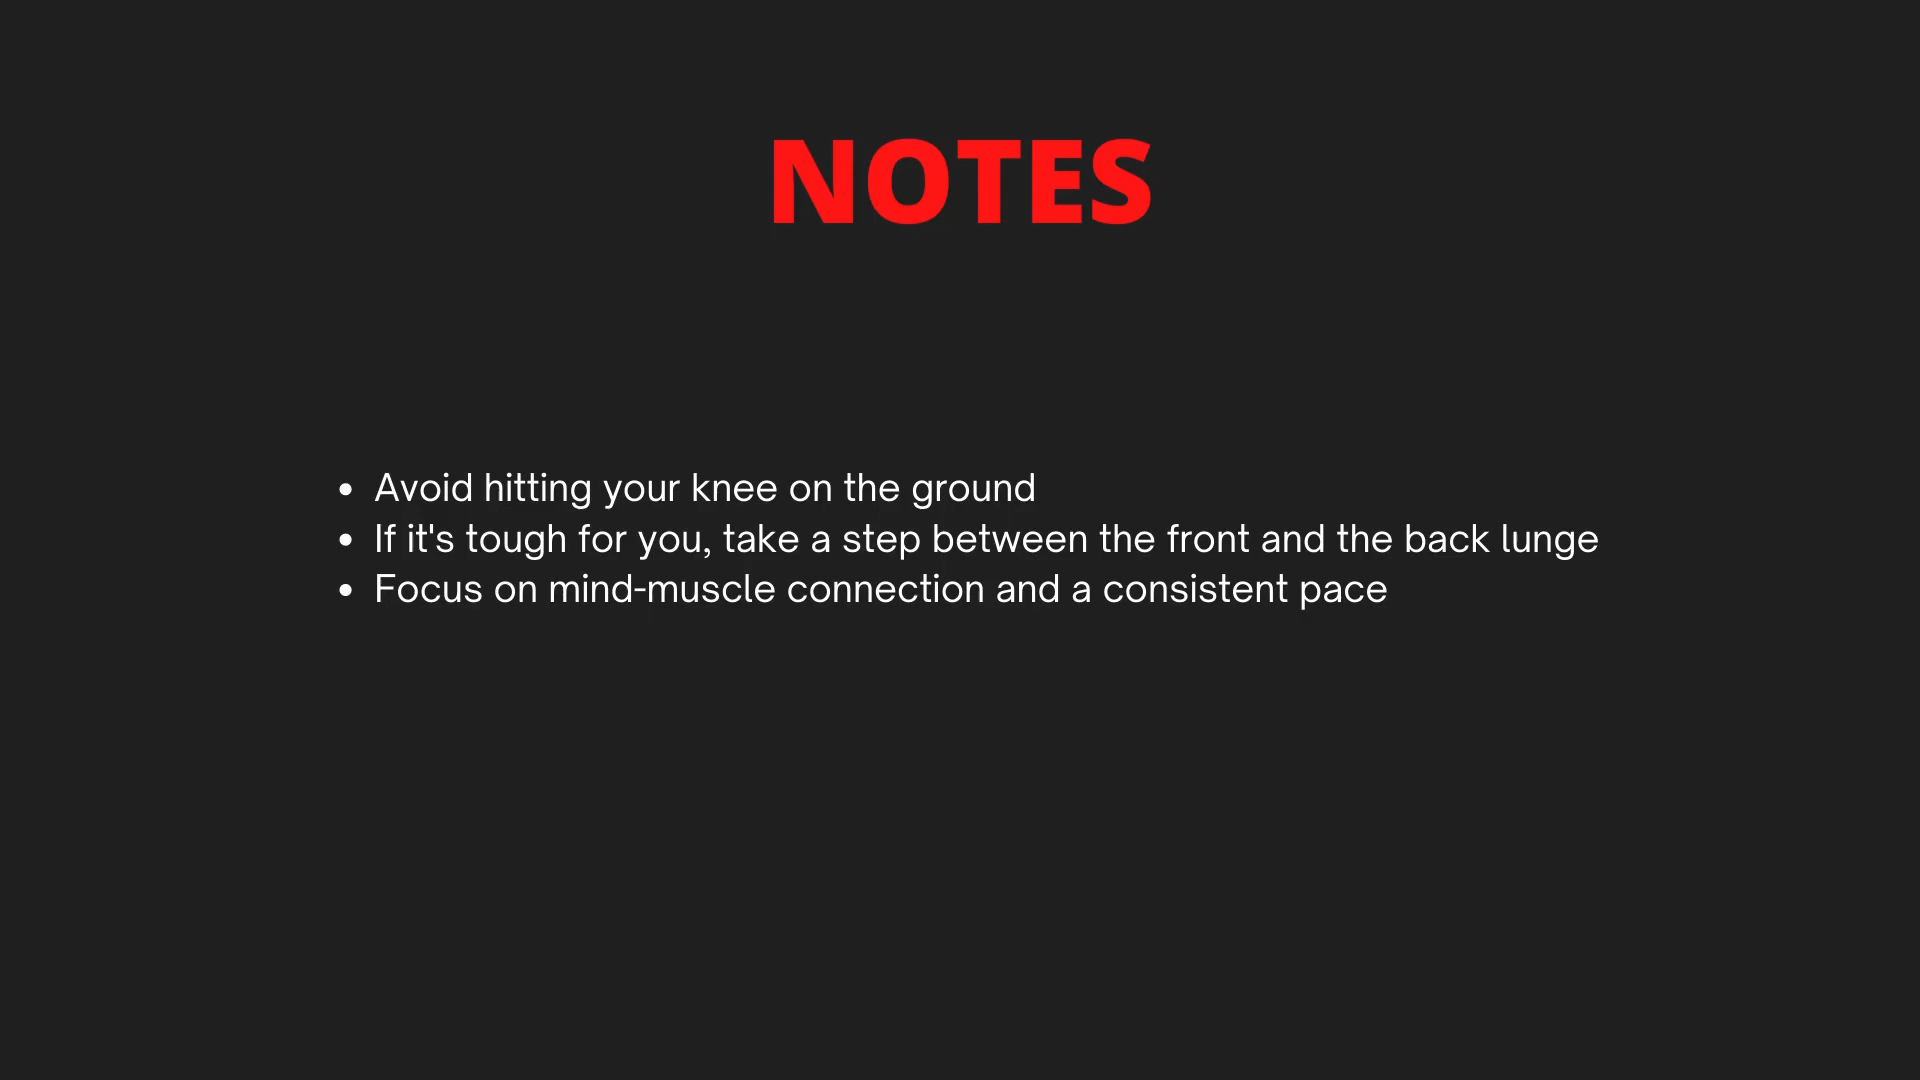 NOTES
• Avoid hitting your knee on the ground
• If it's tough for you, take a step between the front and the back lunge
• Focus on mind-muscle connection and a consistent pace